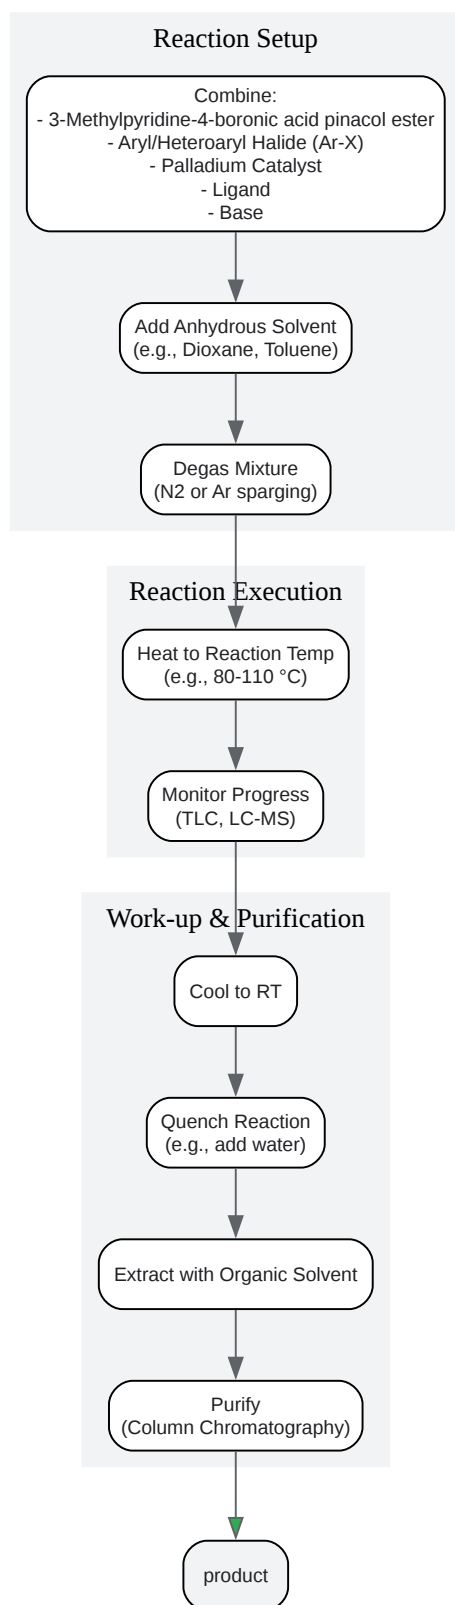 Reaction Setup
Combine:
- 3-Methylpyridine-4-boronic acid pinacol ester
- Aryl/Heteroaryl Halide (Ar-X)
- Palladium Catalyst
- Ligand
- Base
Add Anhydrous Solvent
(e.g., Dioxane, Toluene)
Degas Mixture
(N2 or Ar sparging)
Reaction Execution
Heat to Reaction Temp
(e.g., 80-110 °C)
Monitor Progress
(TLC, LC-MS)
Work-up & Purification
Cool to RT
Quench Reaction
(e.g., add water)
Extract with Organic Solvent
Purify
(Column Chromatography)
product